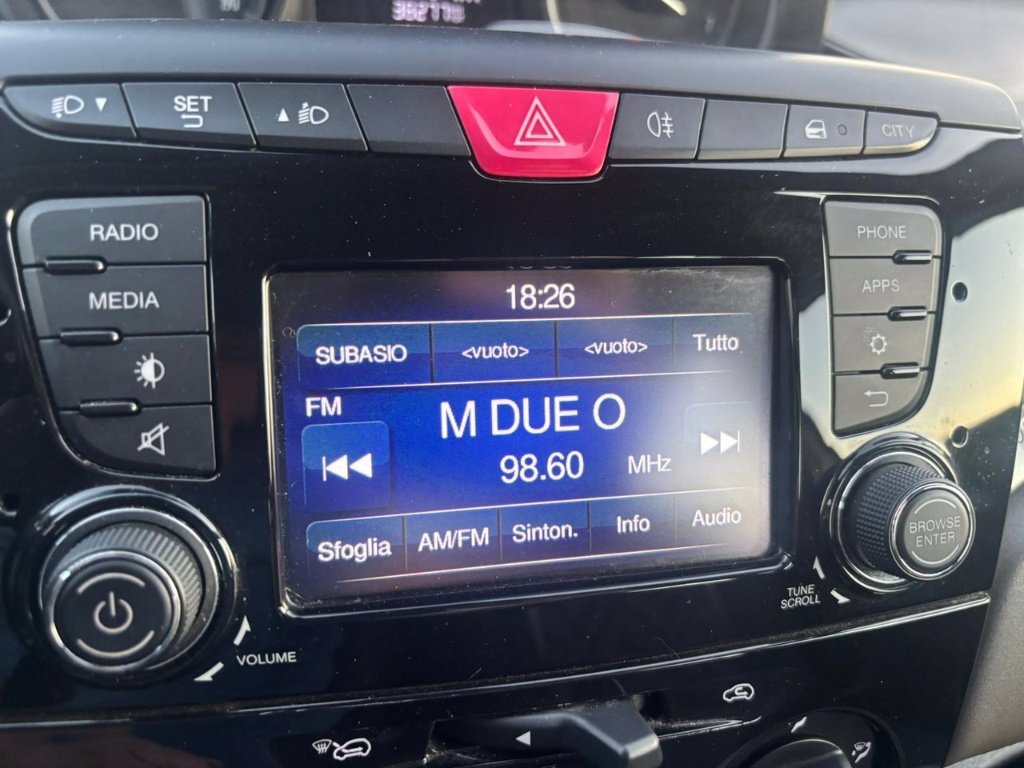 SET
CITY
RADIO
MEDIA
PHONE
APPS
18:26
SUBASIO <vuoto> <vuoto> Tutto
FM
M DUE O
98.60 MHz
Sfoglia AM/FM Sinton. Info Audio
BROWSE
ENTER
TUNE
SCROLL
VOLUME